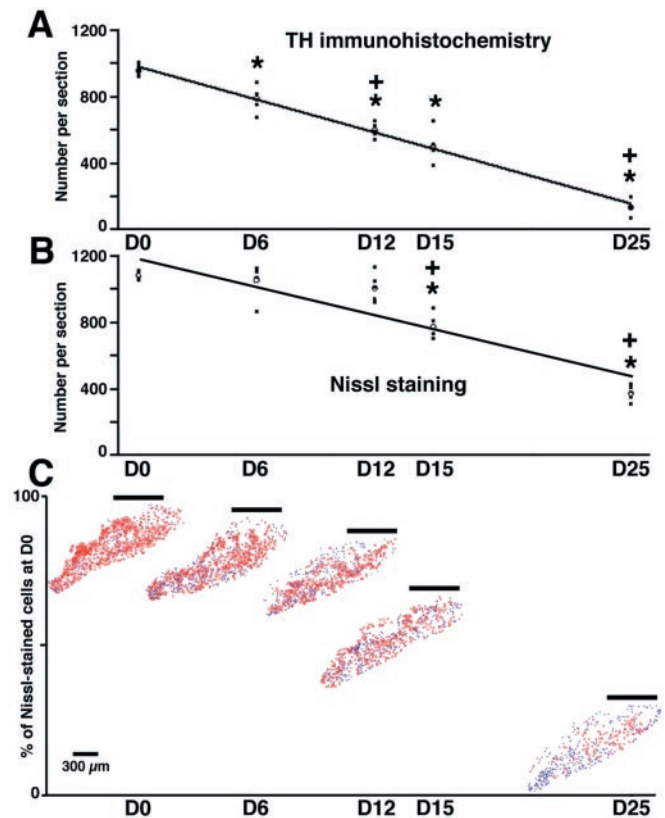 A
1200
TH immunohistochemistry
*
+
*
*
+
*
800
400
0
Number per section
D0 D6 D12 D15 D25
B
1200
+
*
+
*
800
Nissl staining
400
0
Number per section
D0 D6 D12 D15 D25
C
100
% of Nissl-stained cells at D0
300 µm
0
D0 D6 D12 D15 D25